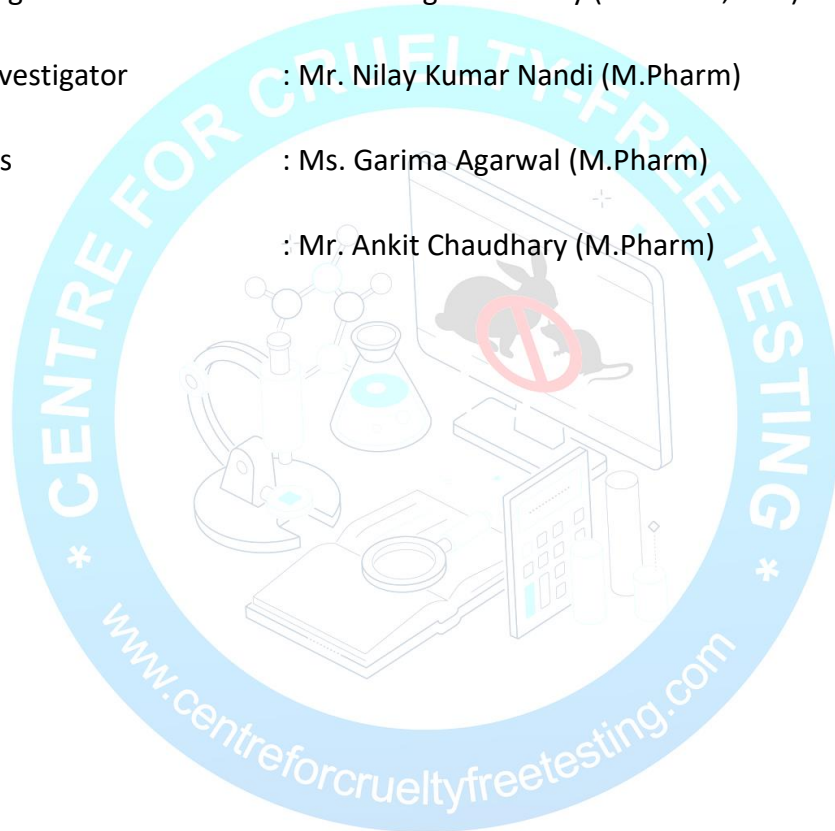 vestigator : Mr. Nilay Kumar Nandi (M.Pharm)
s : Ms. Garima Agarwal (M.Pharm)
: Mr. Ankit Chaudhary (M.Pharm)
* CENTRE FOR CRUELTY-FREE TESTING *
www.centreforcrueltyfreetesting.com